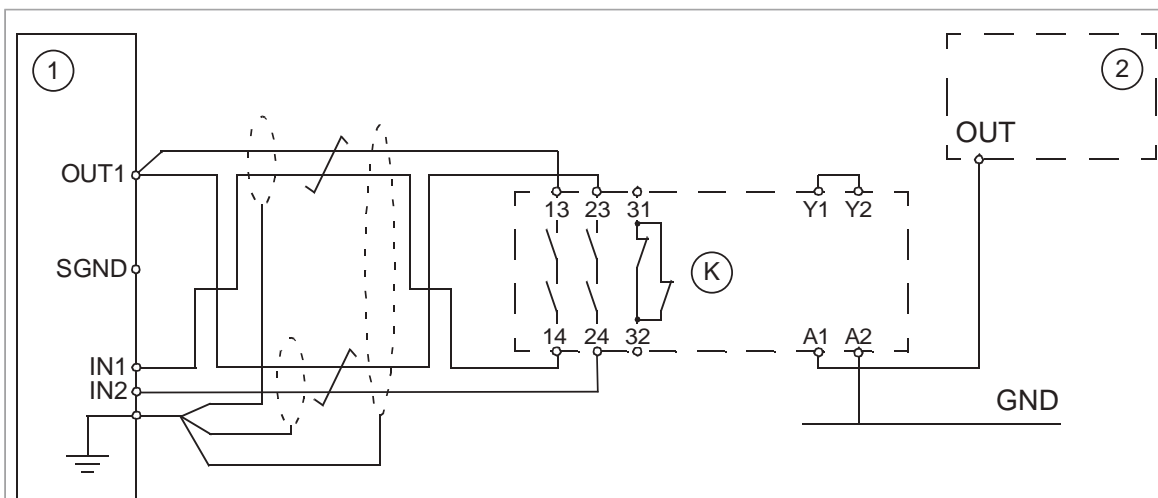 1
2
OUT
OUT1
13 23 31
Y1 Y2
SGND
K
14 24 32
A1 A2
IN1
IN2
GND